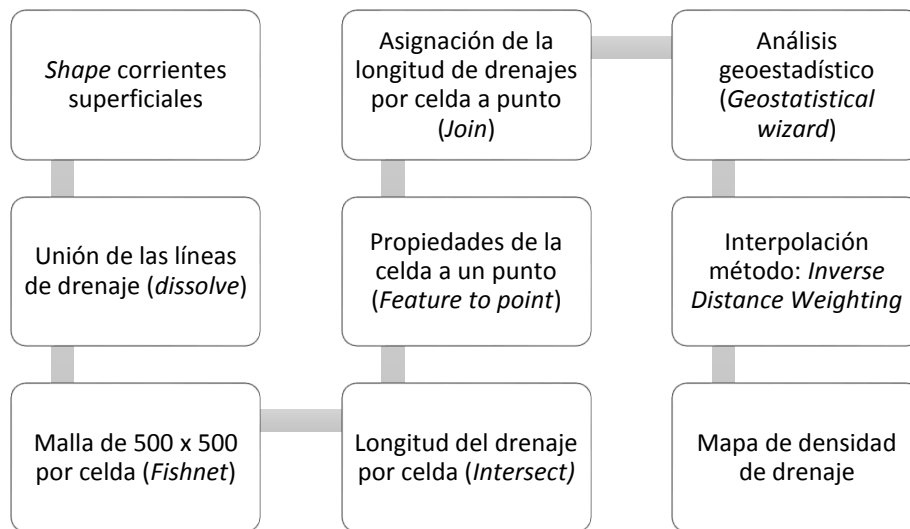 Shape corrientes
superficiales
Unión de las líneas
de drenaje (dissolve)
Malla de 500 x 500
por celda (Fishnet)
Longitud del drenaje
por celda (Intersect)
Propiedades de la
celda a un punto
(Feature to point)
Asignación de la
longitud de drenajes
por celda a punto
(Join)
Análisis
geoestadístico
(Geostatistical
wizard)
Interpolación
método: Inverse
Distance Weighting
Mapa de densidad
de drenaje